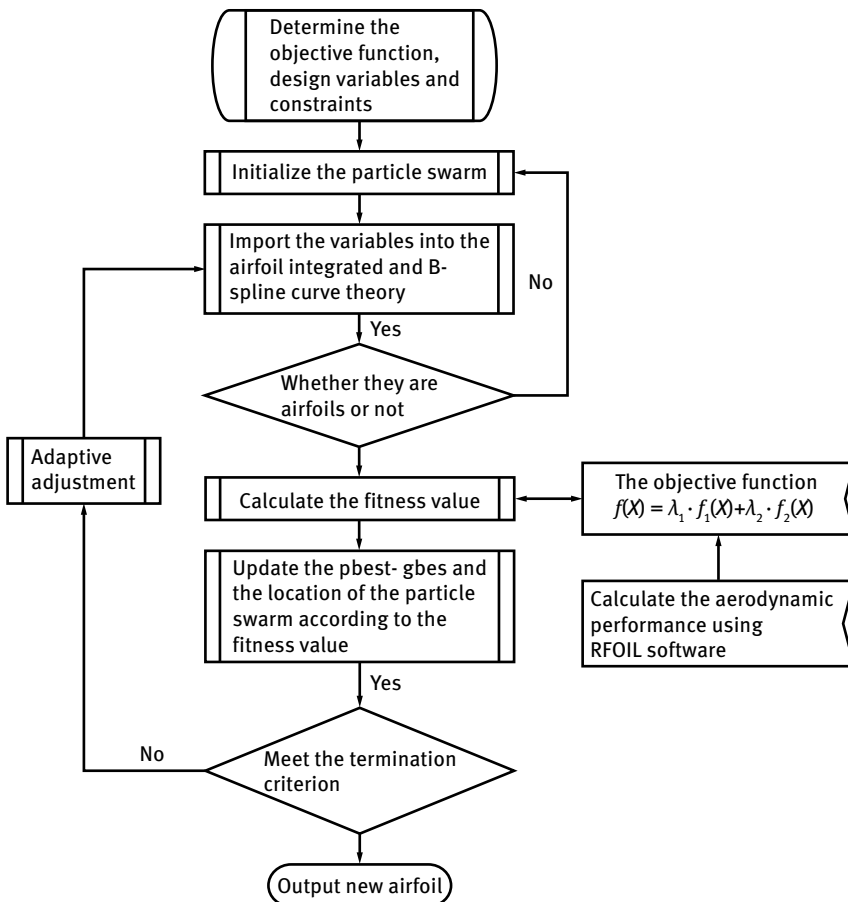 Determine the
objective function,
design variables and
constraints
Initialize the particle swarm
Import the variables into the
airfoil integrated and B-
spline curve theory
No
Yes
Whether they are
airfoils or not
Adaptive
adjustment
Calculate the fitness value
The objective function
f(X) = λ₁ · f₁(X)+λ₂ · f₂(X)
Update the pbest- gbes and
the location of the particle
swarm according to the
fitness value
Calculate the aerodynamic
performance using
RFOIL software
Yes
No
Meet the termination
criterion
Output new airfoil